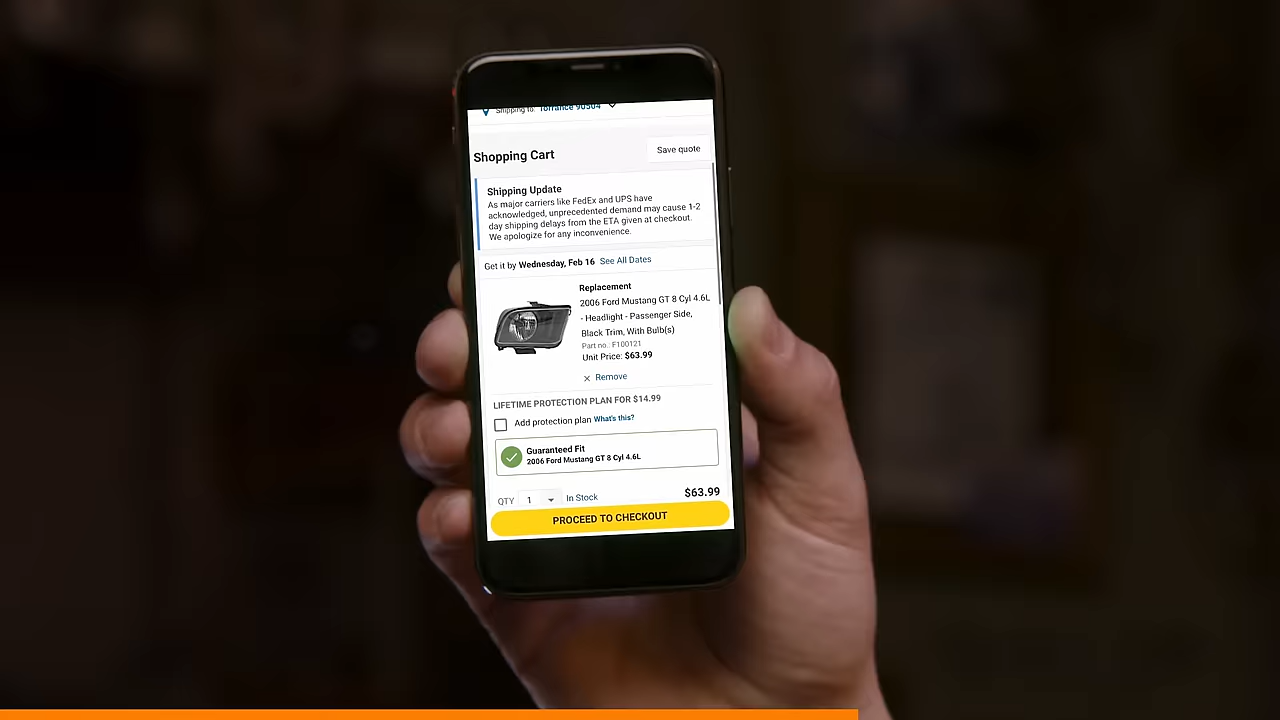 Shipping to: Torrance 90504
Shopping Cart
Save quote
Shipping Update
As major carriers like FedEx and UPS have
acknowledged, unprecedented demand may cause 1-2
day shipping delays from the ETA given at checkout.
We apologize for any inconvenience.
Get it by Wednesday, Feb 16 See All Dates
Replacement
2006 Ford Mustang GT 8 Cyl 4.6L
- Headlight - Passenger Side,
Black Trim, With Bulb(s)
Part no.: F100121
Unit Price: $63.99
Remove
LIFETIME PROTECTION PLAN FOR $14.99
Add protection plan What's this?
Guaranteed Fit
2006 Ford Mustang GT 8 Cyl 4.6L
QTY 1 In Stock $63.99
PROCEED TO CHECKOUT